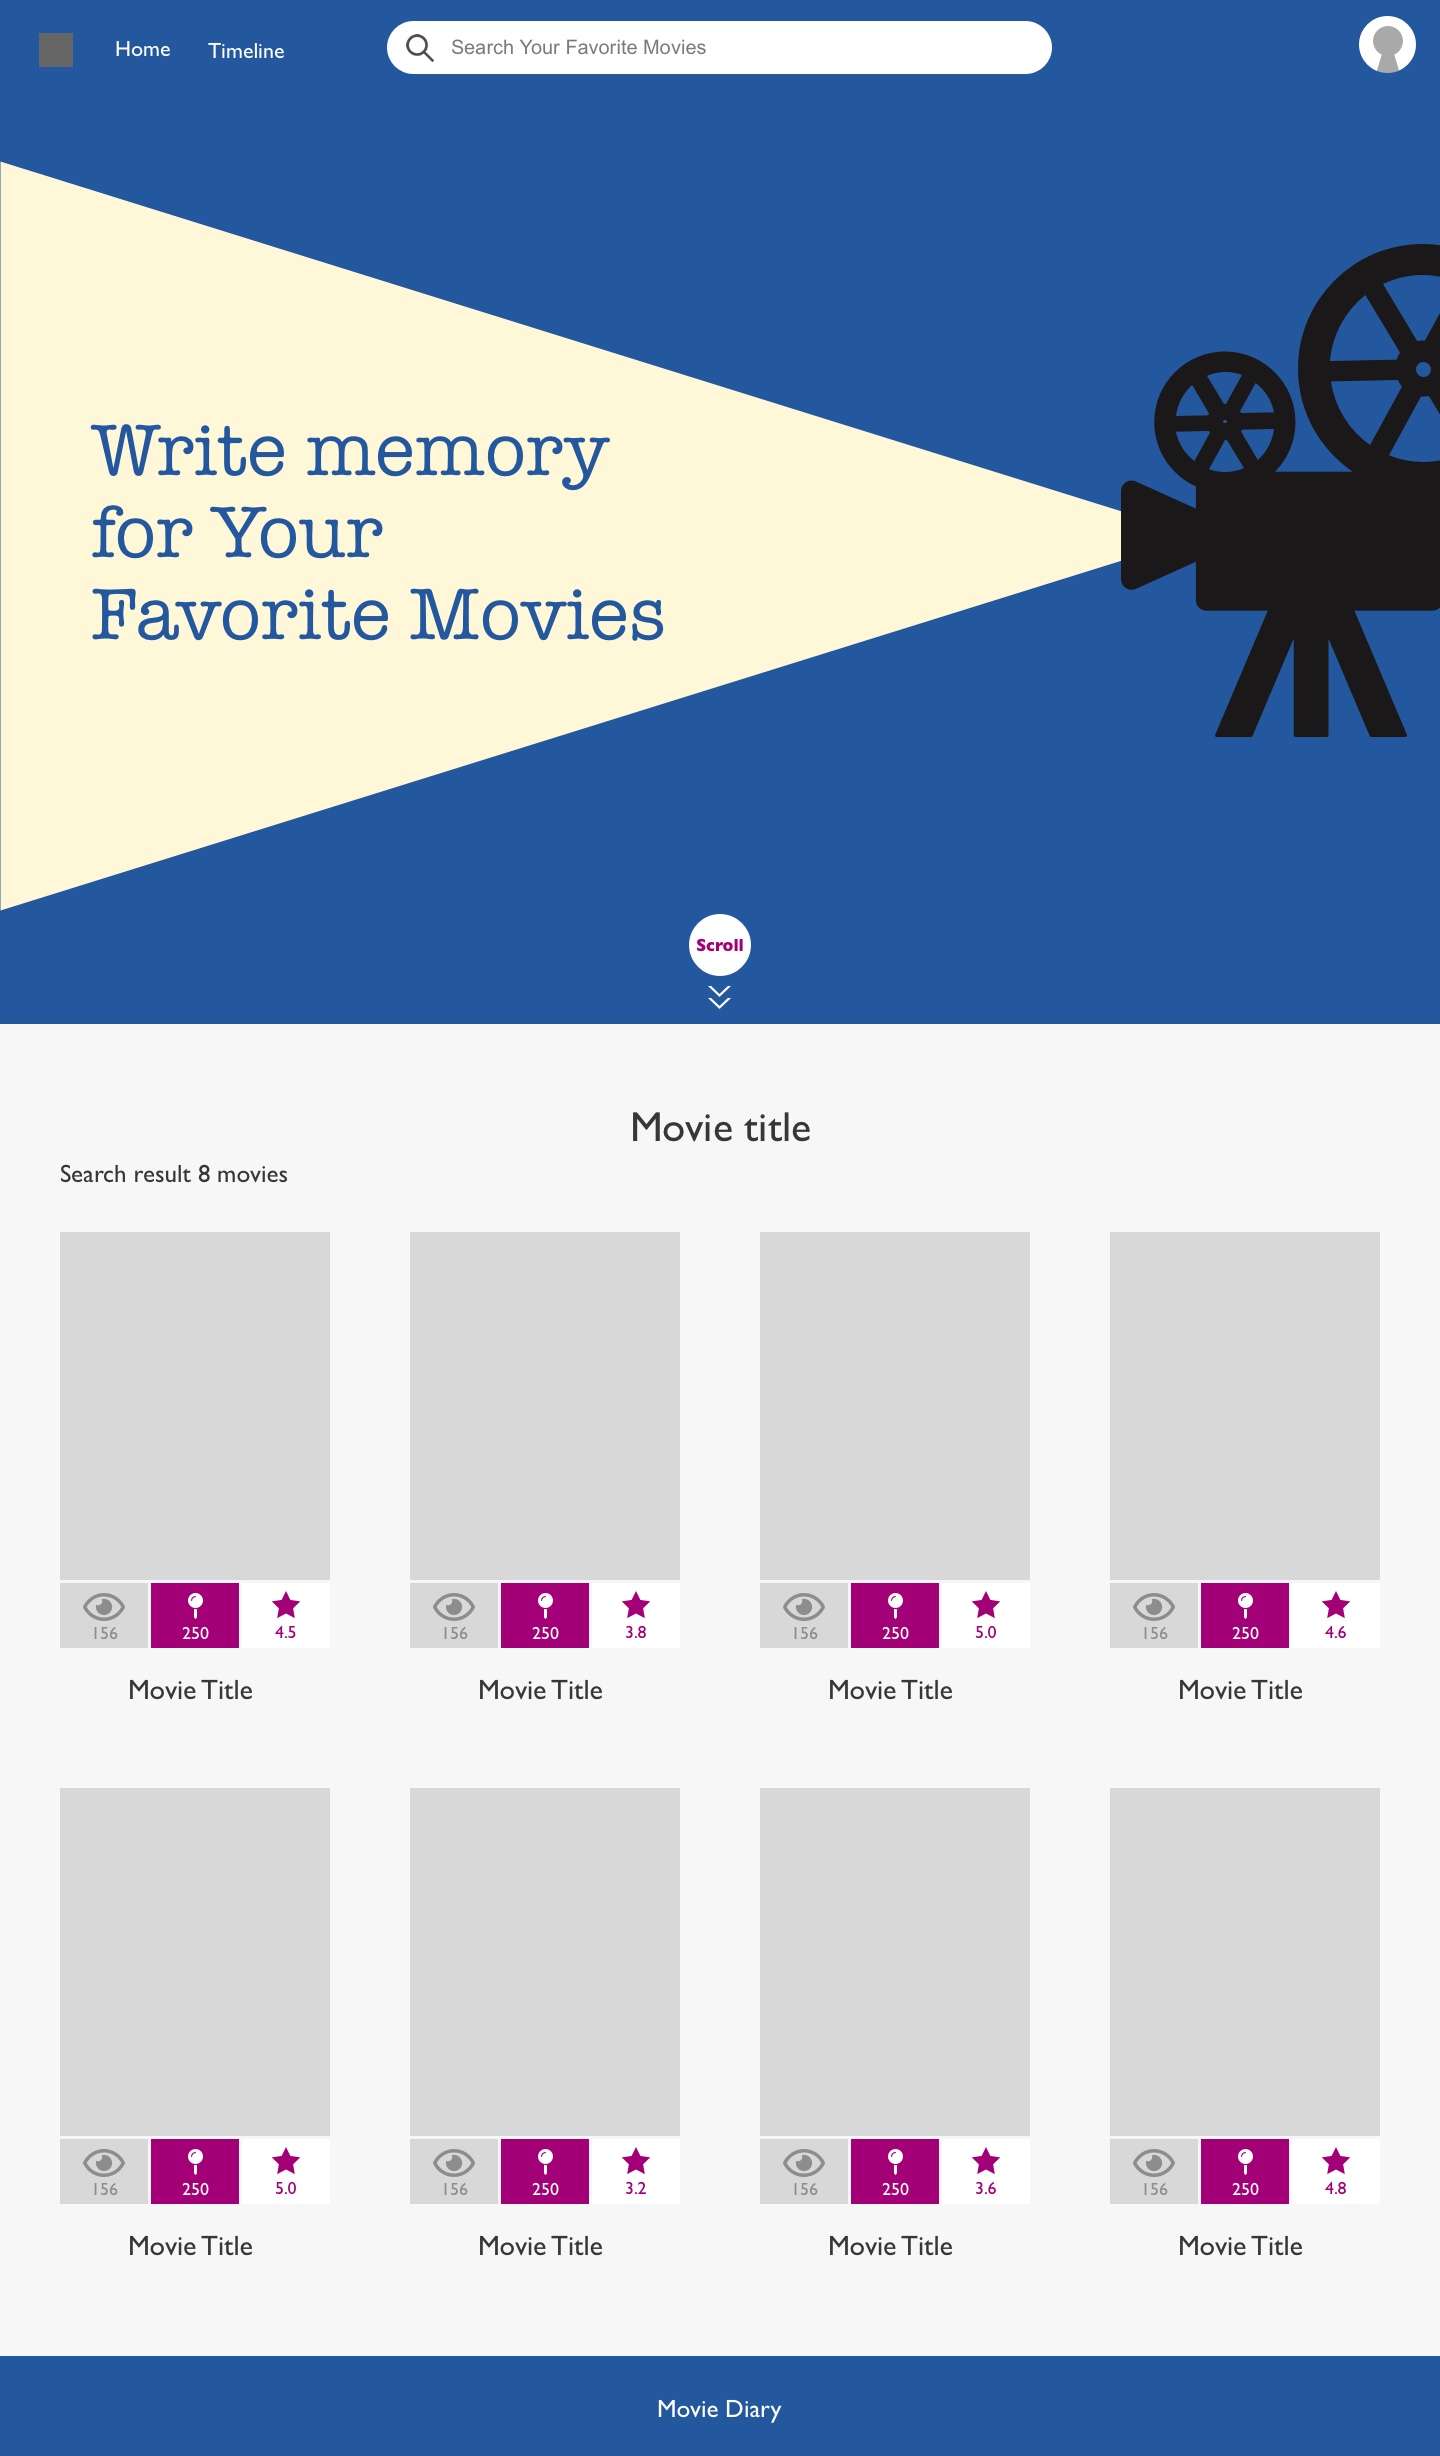 Home
Timeline
Search Your Favorite Movies
Write memory
for Your
Favorite Movies
Scroll
Movie title
Search result 8 movies
156 250 4.5
156 250 3.8
156 250 5.0
156 250 4.6
Movie Title
Movie Title
Movie Title
Movie Title
156 250 5.0
156 250 3.2
156 250 3.6
156 250 4.8
Movie Title
Movie Title
Movie Title
Movie Title
Movie Diary